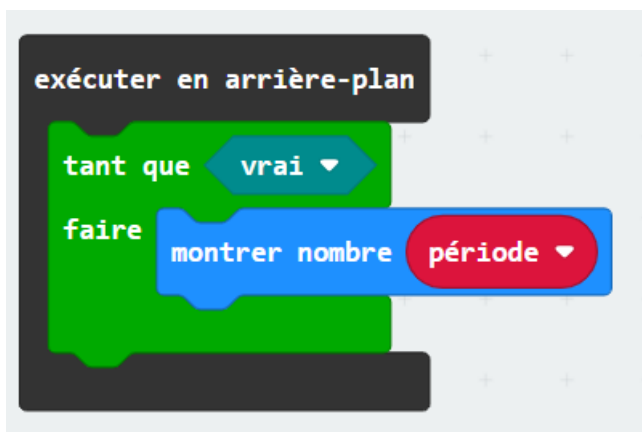 exécuter en arrière-plan
tant que vrai
faire
montrer nombre période